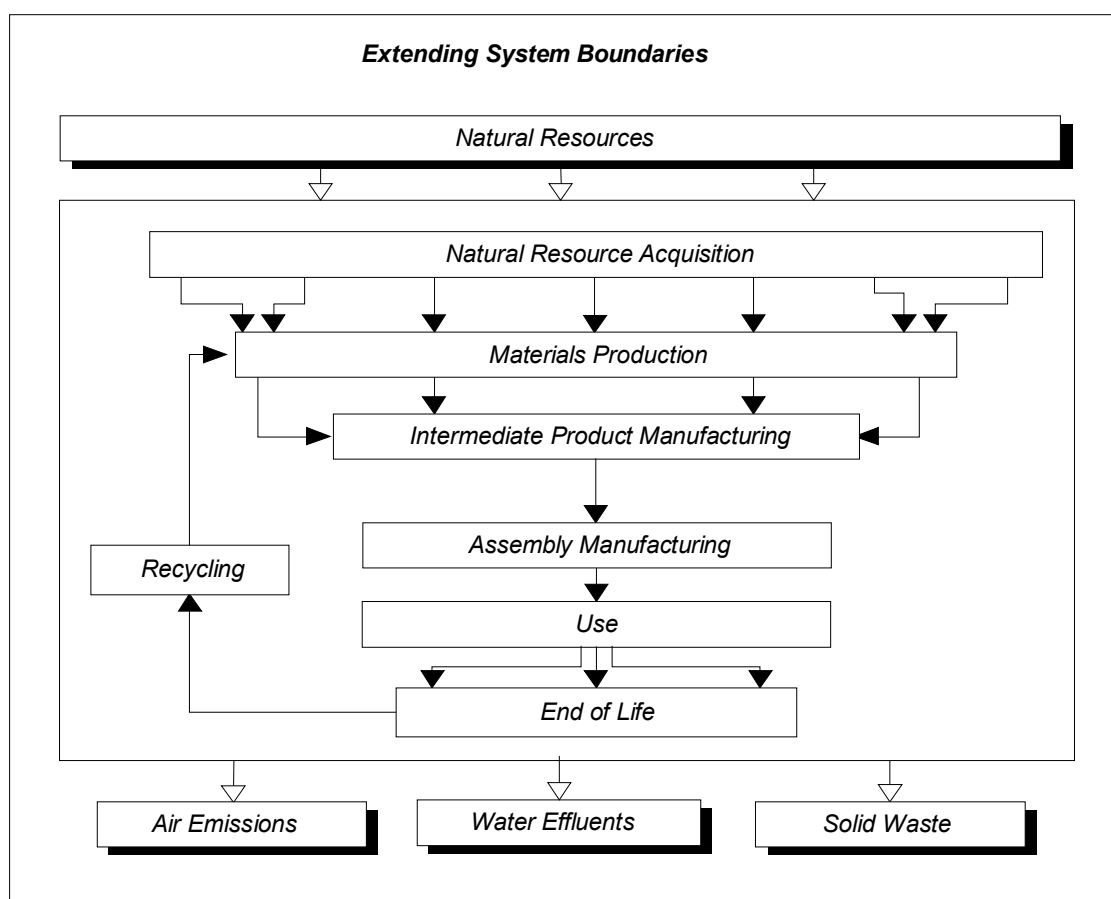 Extending System Boundaries
Natural Resources
Natural Resource Acquisition
Materials Production
Intermediate Product Manufacturing
Assembly Manufacturing
Recycling
Use
End of Life
Air Emissions
Water Effluents
Solid Waste